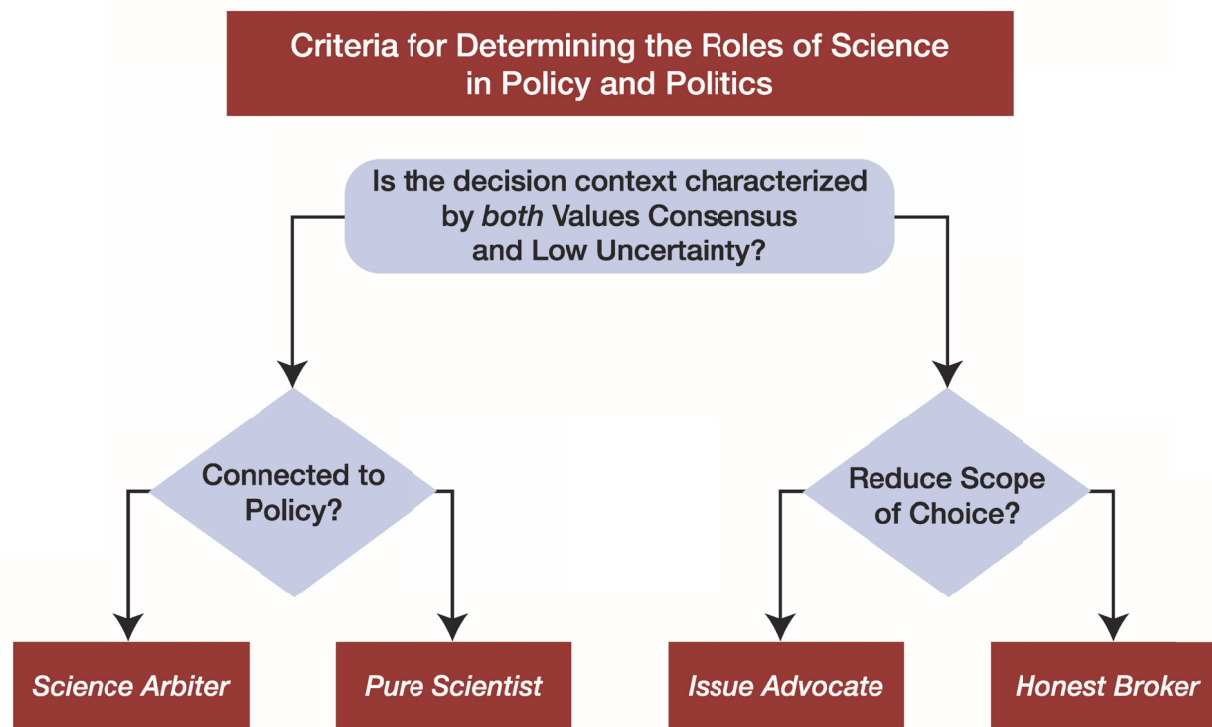 Criteria for Determining the Roles of Science
in Policy and Politics
Is the decision context characterized
by both Values Consensus
and Low Uncertainty?
Connected to
Policy?
Reduce Scope
of Choice?
Science Arbiter
Pure Scientist
Issue Advocate
Honest Broker